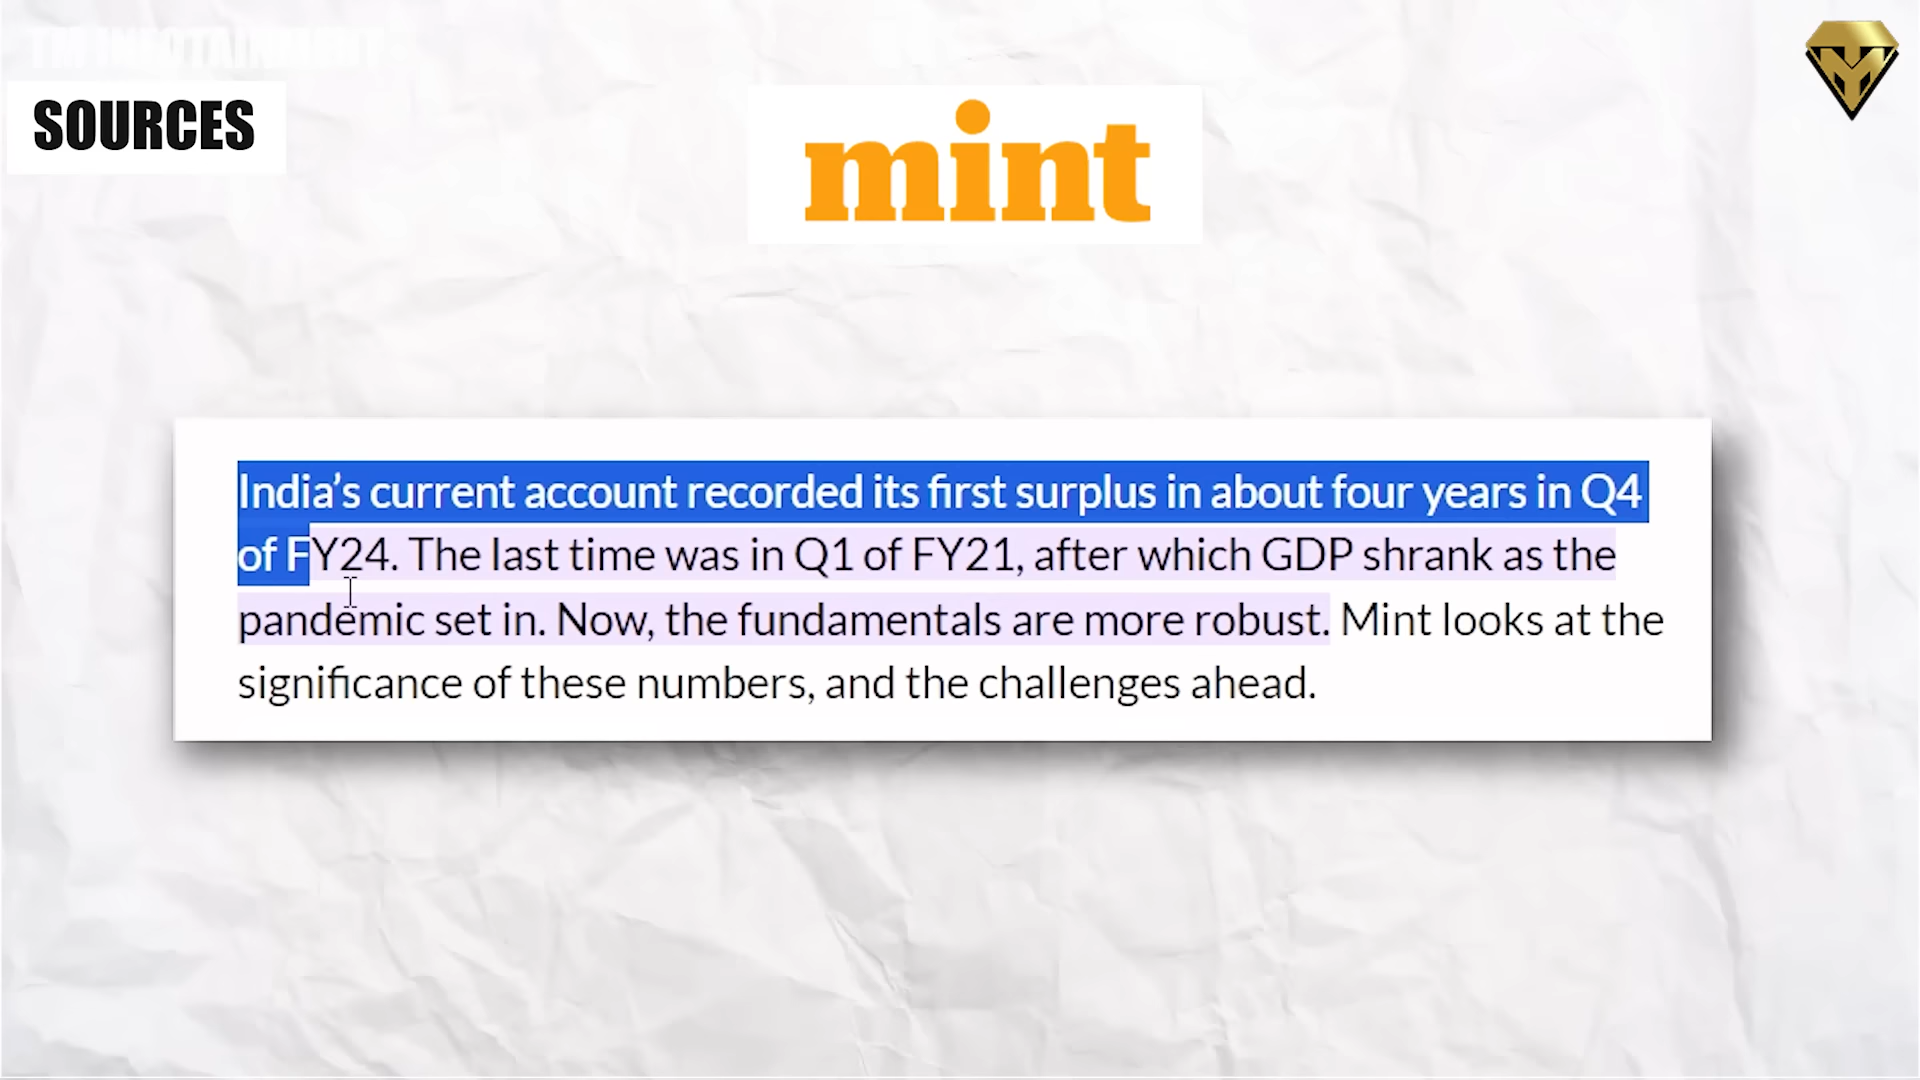 TM INFOTAINMENT
SOURCES
mint
India’s current account recorded its first surplus in about four years in Q4
of FY24. The last time was in Q1 of FY21, after which GDP shrank as the
pandemic set in. Now, the fundamentals are more robust. Mint looks at the
significance of these numbers, and the challenges ahead.